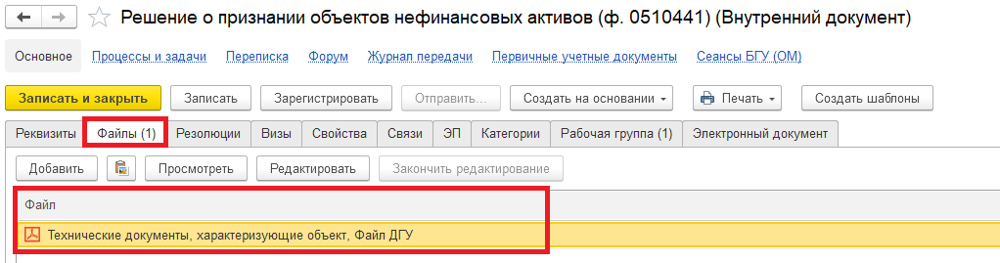 Решение о признании объектов нефинансовых активов (ф. 0510441) (Внутренний документ)
Основное Процессы и задачи Переписка Форум Журнал передачи Первичные учетные документы Сеансы БГУ (ОМ)
Записать и закрыть Записать Зарегистрировать Отправить... Создать на основании Печать Создать шаблоны
Реквизиты Файлы (1) Резолюции Визы Свойства Связи ЭП Категории Рабочая группа (1) Электронный документ
Добавить Просмотреть Редактировать Закончить редактирование
Файл
Технические документы, характеризующие объект, Файл ДГУ